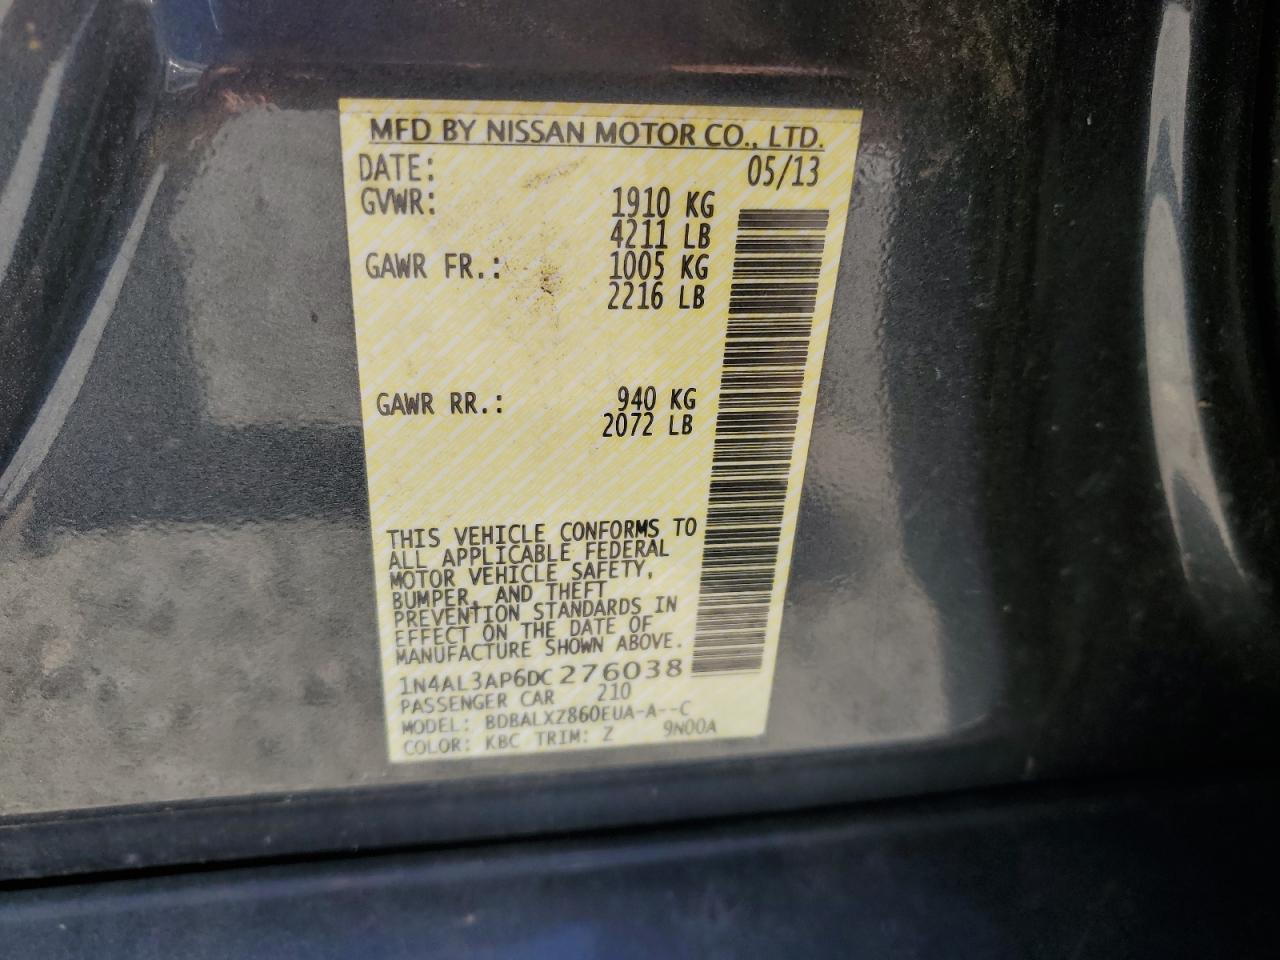 MFD BY NISSAN MOTOR CO., LTD.
DATE: 05/13
GVWR: 1910 KG
4211 LB
GAWR FR.: 1005 KG
2216 LB
GAWR RR.: 940 KG
2072 LB
THIS VEHICLE CONFORMS TO
ALL APPLICABLE FEDERAL
MOTOR VEHICLE SAFETY,
BUMPER, AND THEFT
PREVENTION STANDARDS IN
EFFECT ON THE DATE OF
MANUFACTURE SHOWN ABOVE.
1N4AL3AP6DC276038
PASSENGER CAR 210
MODEL: BDBALXZ860EUA-A--C
COLOR: KBC TRIM: Z 9N00A